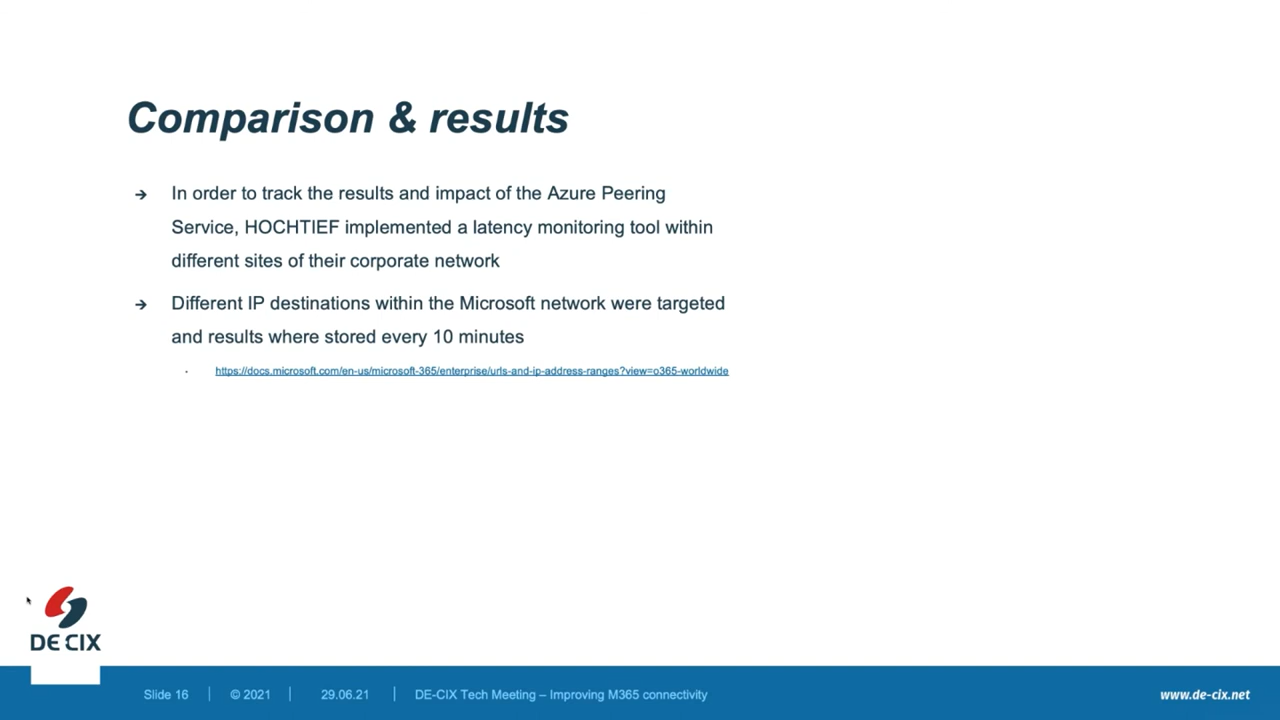 Comparison & results
→ In order to track the results and impact of the Azure Peering
Service, HOCHTIEF implemented a latency monitoring tool within
different sites of their corporate network
→ Different IP destinations within the Microsoft network were targeted
and results where stored every 10 minutes
· https://docs.microsoft.com/en-us/microsoft-365/enterprise/urls-and-ip-address-ranges?view=o365-worldwide
DE CIX
Slide 16 | © 2021 | 29.06.21 | DE-CIX Tech Meeting – Improving M365 connectivity
www.de-cix.net